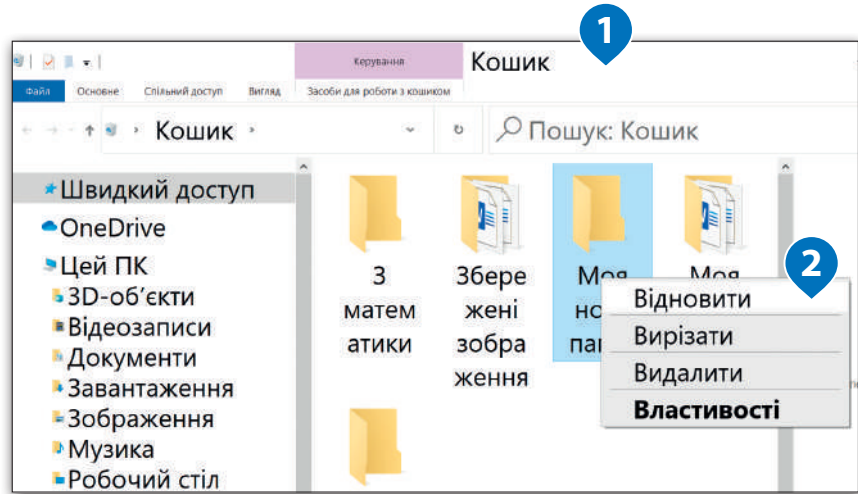 1
Керування
Кошик
Файл Основне Спільний доступ Вигляд Засоби для роботи з кошиком
Кошик
Пошук: Кошик
Швидкий доступ
OneDrive
Цей ПК
3D-об'єкти
Відеозаписи
Документи
Завантаження
Зображення
Музика
Робочий стіл
З
матем
атики
Збере
жені
зобра
ження
Моя
Моя
2
Відновити
Вирізати
Видалити
Властивості